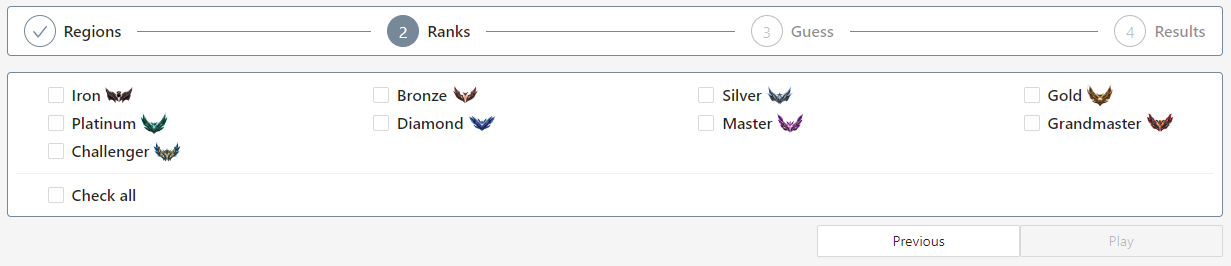 Regions 2 Ranks 3 Guess 4 Results
Iron Bronze Silver Gold
Platinum Diamond Master Grandmaster
Challenger
Check all
Previous Play